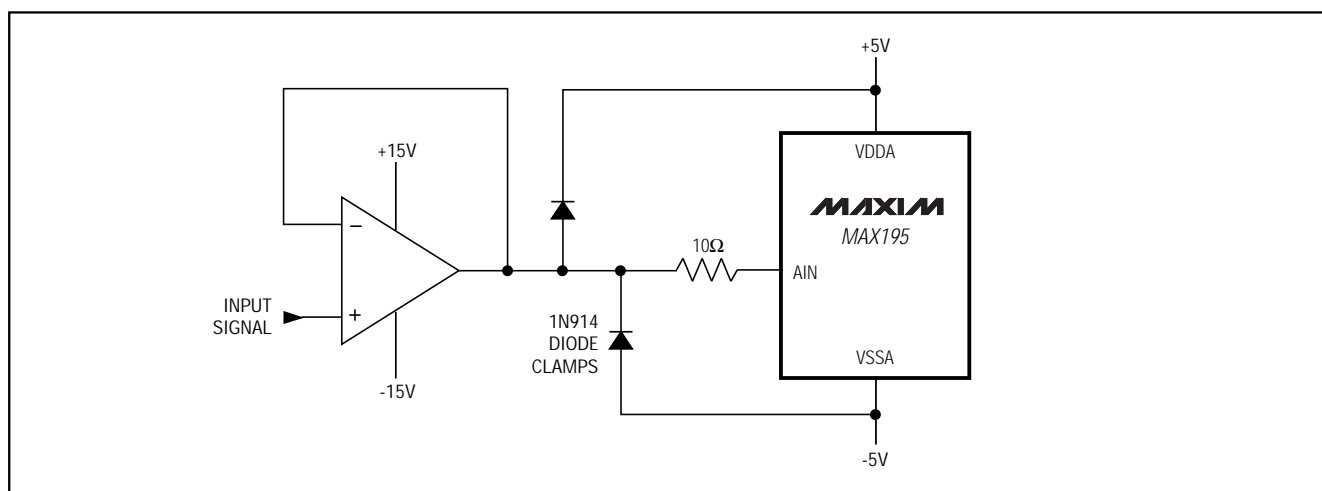 +5V
+15V
VDDA
MAXIM
MAX195
−
10Ω
AIN
INPUT
SIGNAL
+
1N914
DIODE
CLAMPS
VSSA
-15V
-5V